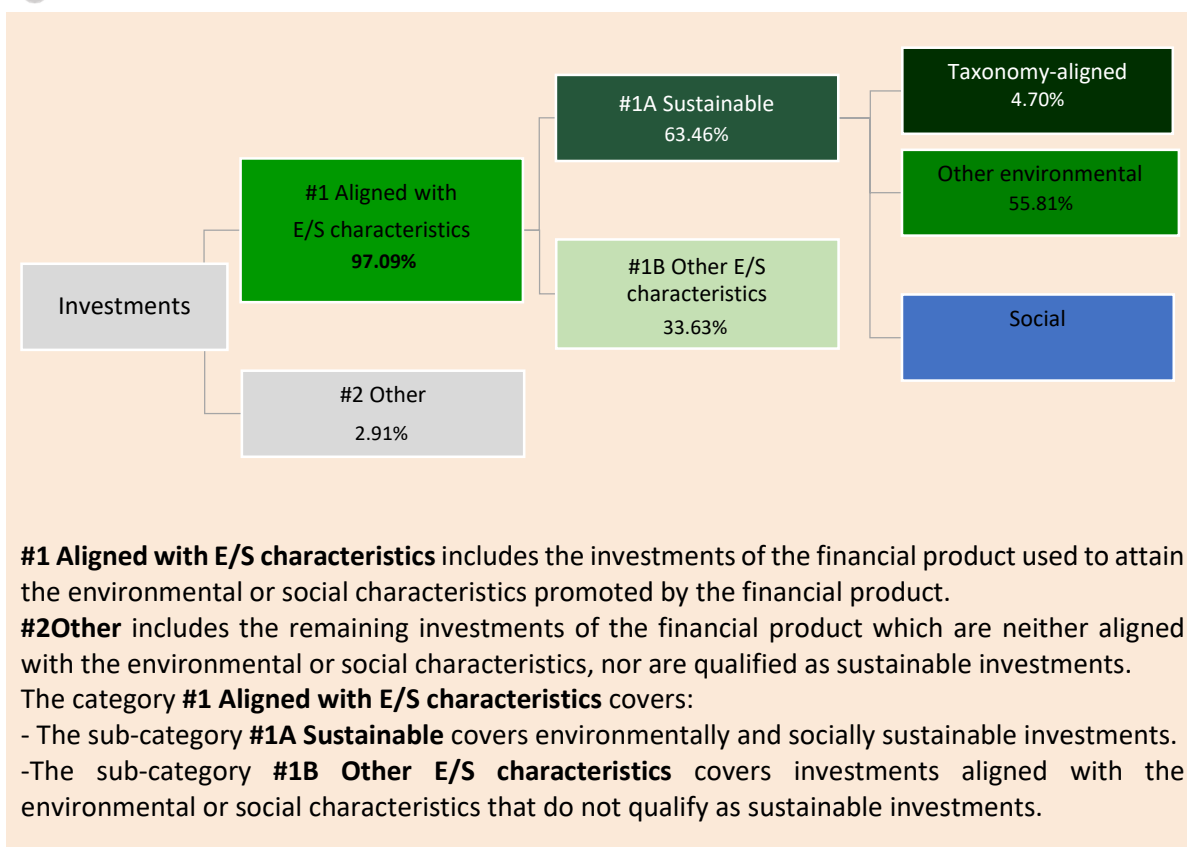 Taxonomy-aligned
4.70%
#1A Sustainable
63.46%
Other environmental
55.81%
#1 Aligned with
E/S characteristics
97.09%
#1B Other E/S
characteristics
33.63%
Investments
Social
#2 Other
2.91%
#1 Aligned with E/S characteristics includes the investments of the financial product used to attain
the environmental or social characteristics promoted by the financial product.
#2Other includes the remaining investments of the financial product which are neither aligned
with the environmental or social characteristics, nor are qualified as sustainable investments.
The category #1 Aligned with E/S characteristics covers:
- The sub-category #1A Sustainable covers environmentally and socially sustainable investments.
-The sub-category #1B Other E/S characteristics covers investments aligned with the
environmental or social characteristics that do not qualify as sustainable investments.